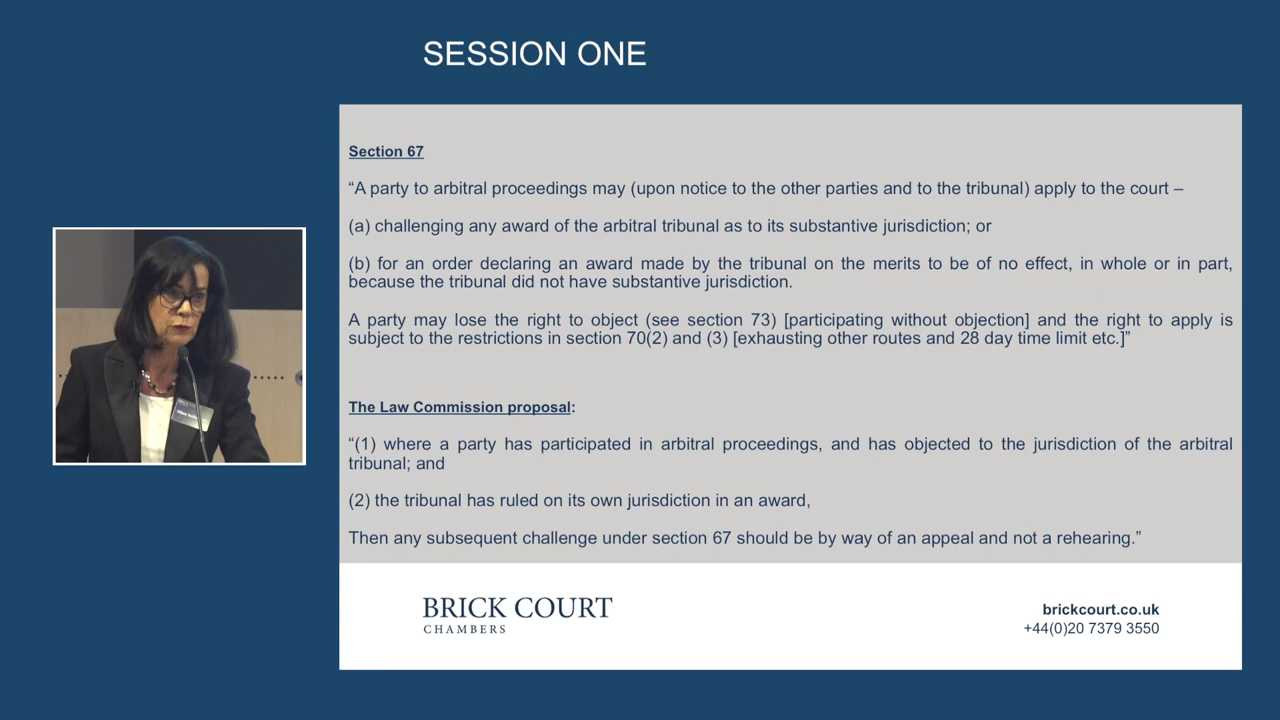 SESSION ONE
Section 67
“A party to arbitral proceedings may (upon notice to the other parties and to the tribunal) apply to the court –
(a) challenging any award of the arbitral tribunal as to its substantive jurisdiction; or
(b) for an order declaring an award made by the tribunal on the merits to be of no effect, in whole or in part,
because the tribunal did not have substantive jurisdiction.
A party may lose the right to object (see section 73) [participating without objection] and the right to apply is
subject to the restrictions in section 70(2) and (3) [exhausting other routes and 28 day time limit etc.]”
The Law Commission proposal:
“(1) where a party has participated in arbitral proceedings, and has objected to the jurisdiction of the arbitral
tribunal; and
(2) the tribunal has ruled on its own jurisdiction in an award,
Then any subsequent challenge under section 67 should be by way of an appeal and not a rehearing.”
BRICK COURT
CHAMBERS
brickcourt.co.uk
+44(0)20 7379 3550